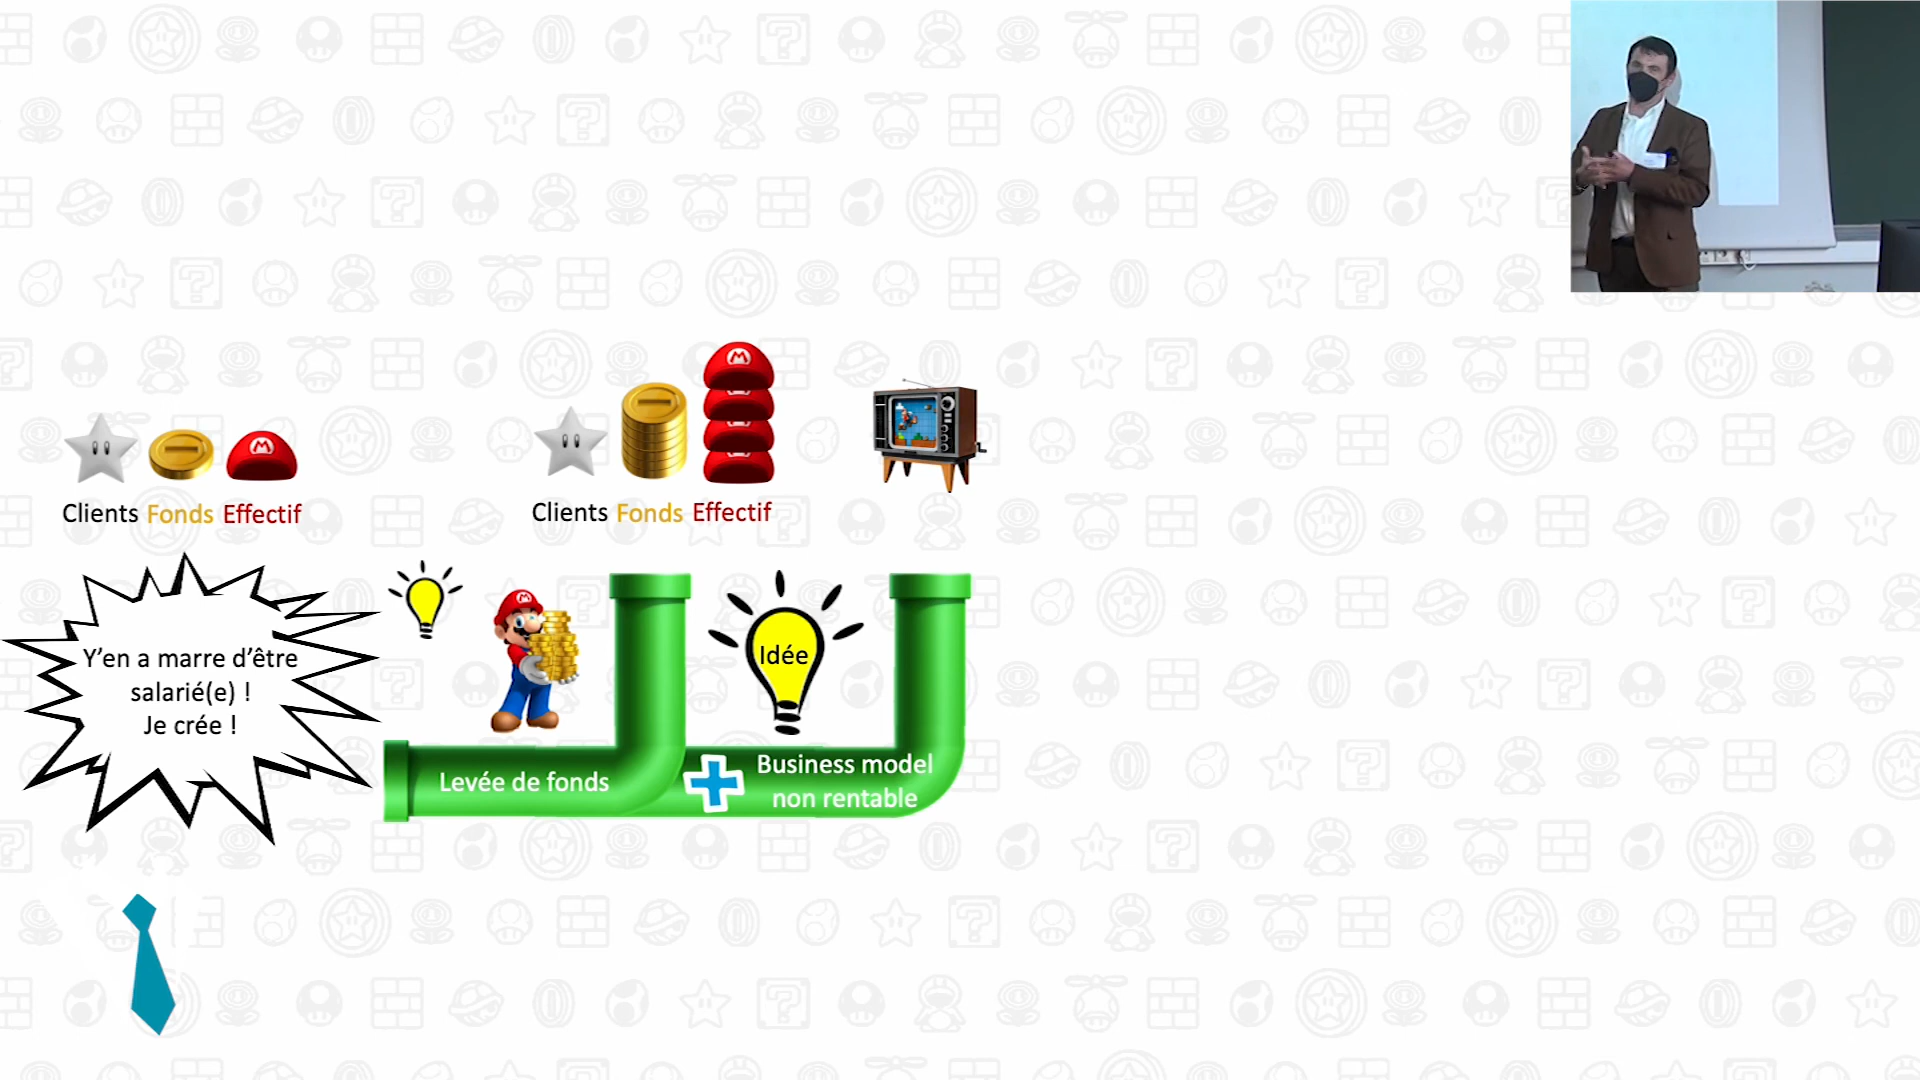 Clients Fonds Effectif
Clients Fonds Effectif
Y'en a marre d'être
salarié(e) !
Je crée !
Levée de fonds
Idée
Business model
non rentable